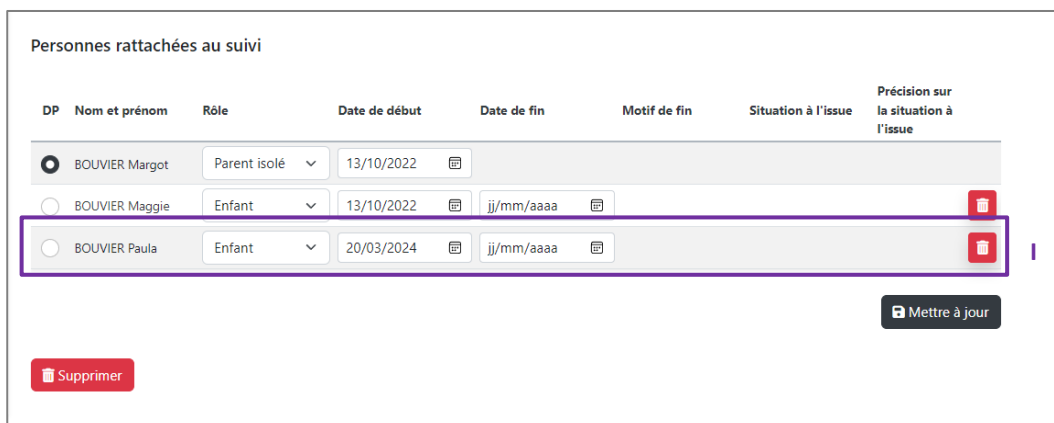 Personnes rattachées au suivi
DP Nom et prénom Rôle Date de début Date de fin Motif de fin Situation à l'issue Précision sur la situation à l'issue
BOUVIER Margot Parent isolé 13/10/2022
BOUVIER Maggie Enfant 13/10/2022 jj/mm/aaaa
BOUVIER Paula Enfant 20/03/2024 jj/mm/aaaa
I
Mettre à jour
Supprimer